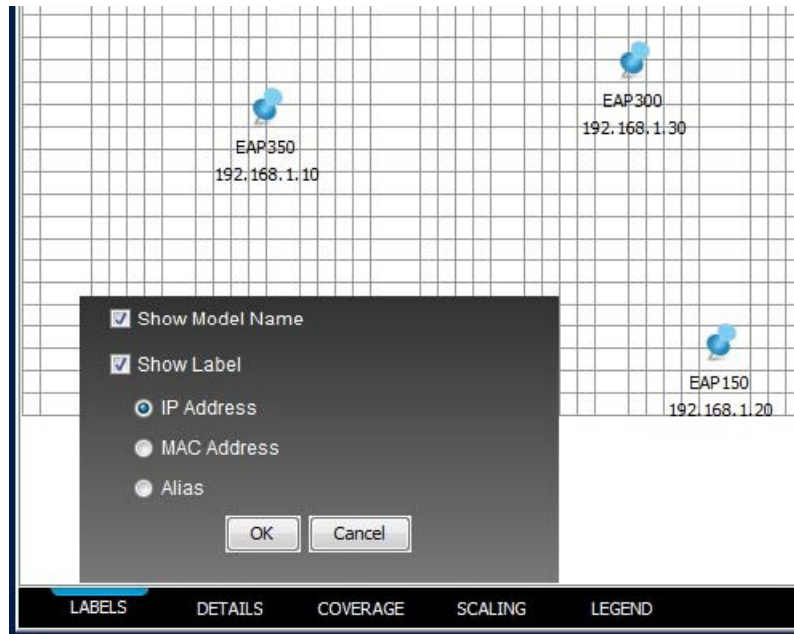 EAP300
192.168.1.30
EAP350
192.168.1.10
EAP150
192.168.1.20
Show Model Name
Show Label
IP Address
MAC Address
Alias
OK Cancel
LABELS DETAILS COVERAGE SCALING LEGEND